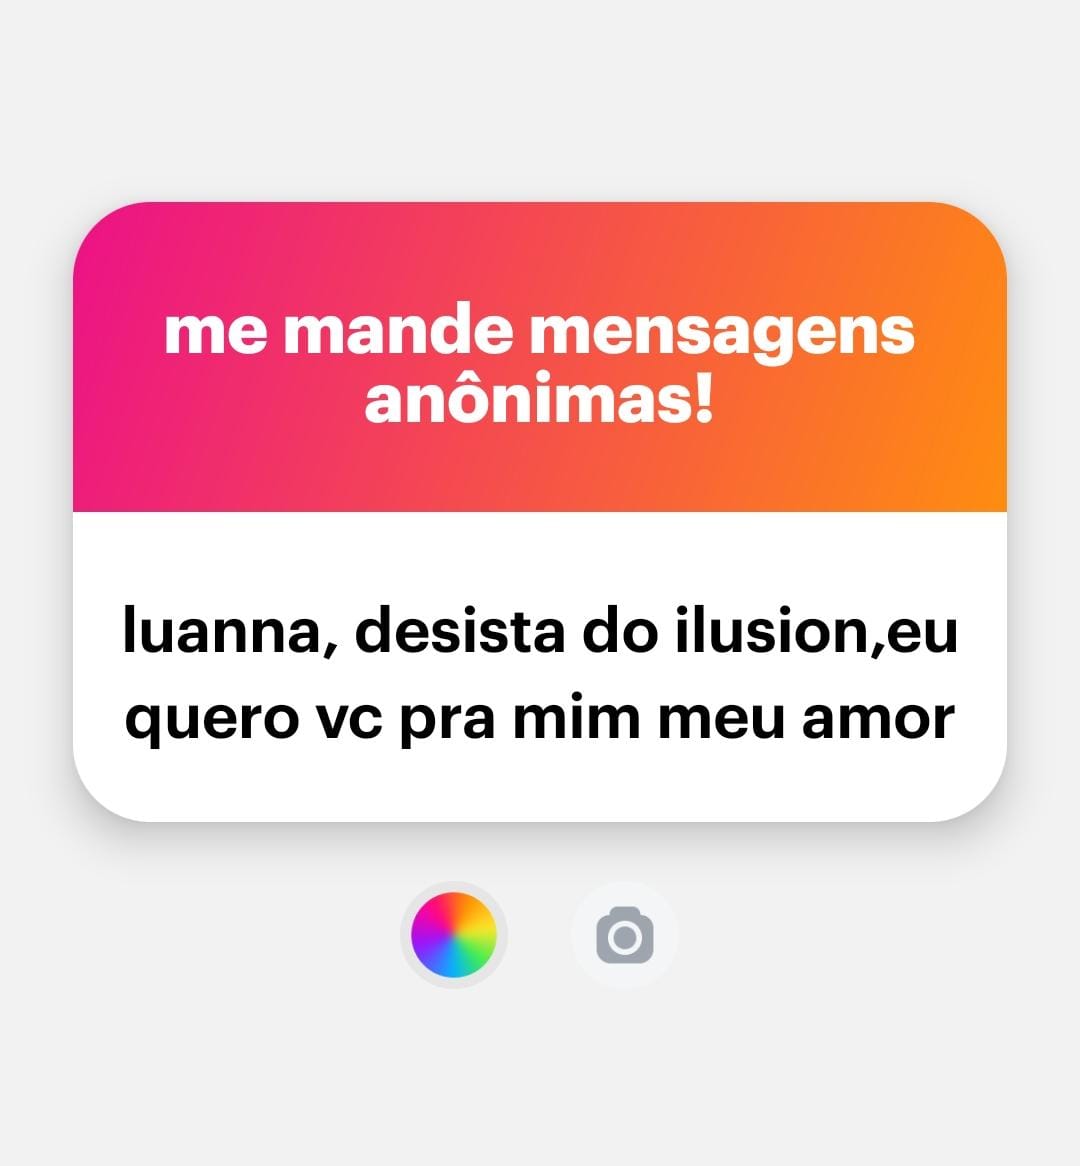 me mande mensagens
anônimas!
luanna, desista do ilusion,eu
quero vc pra mim meu amor